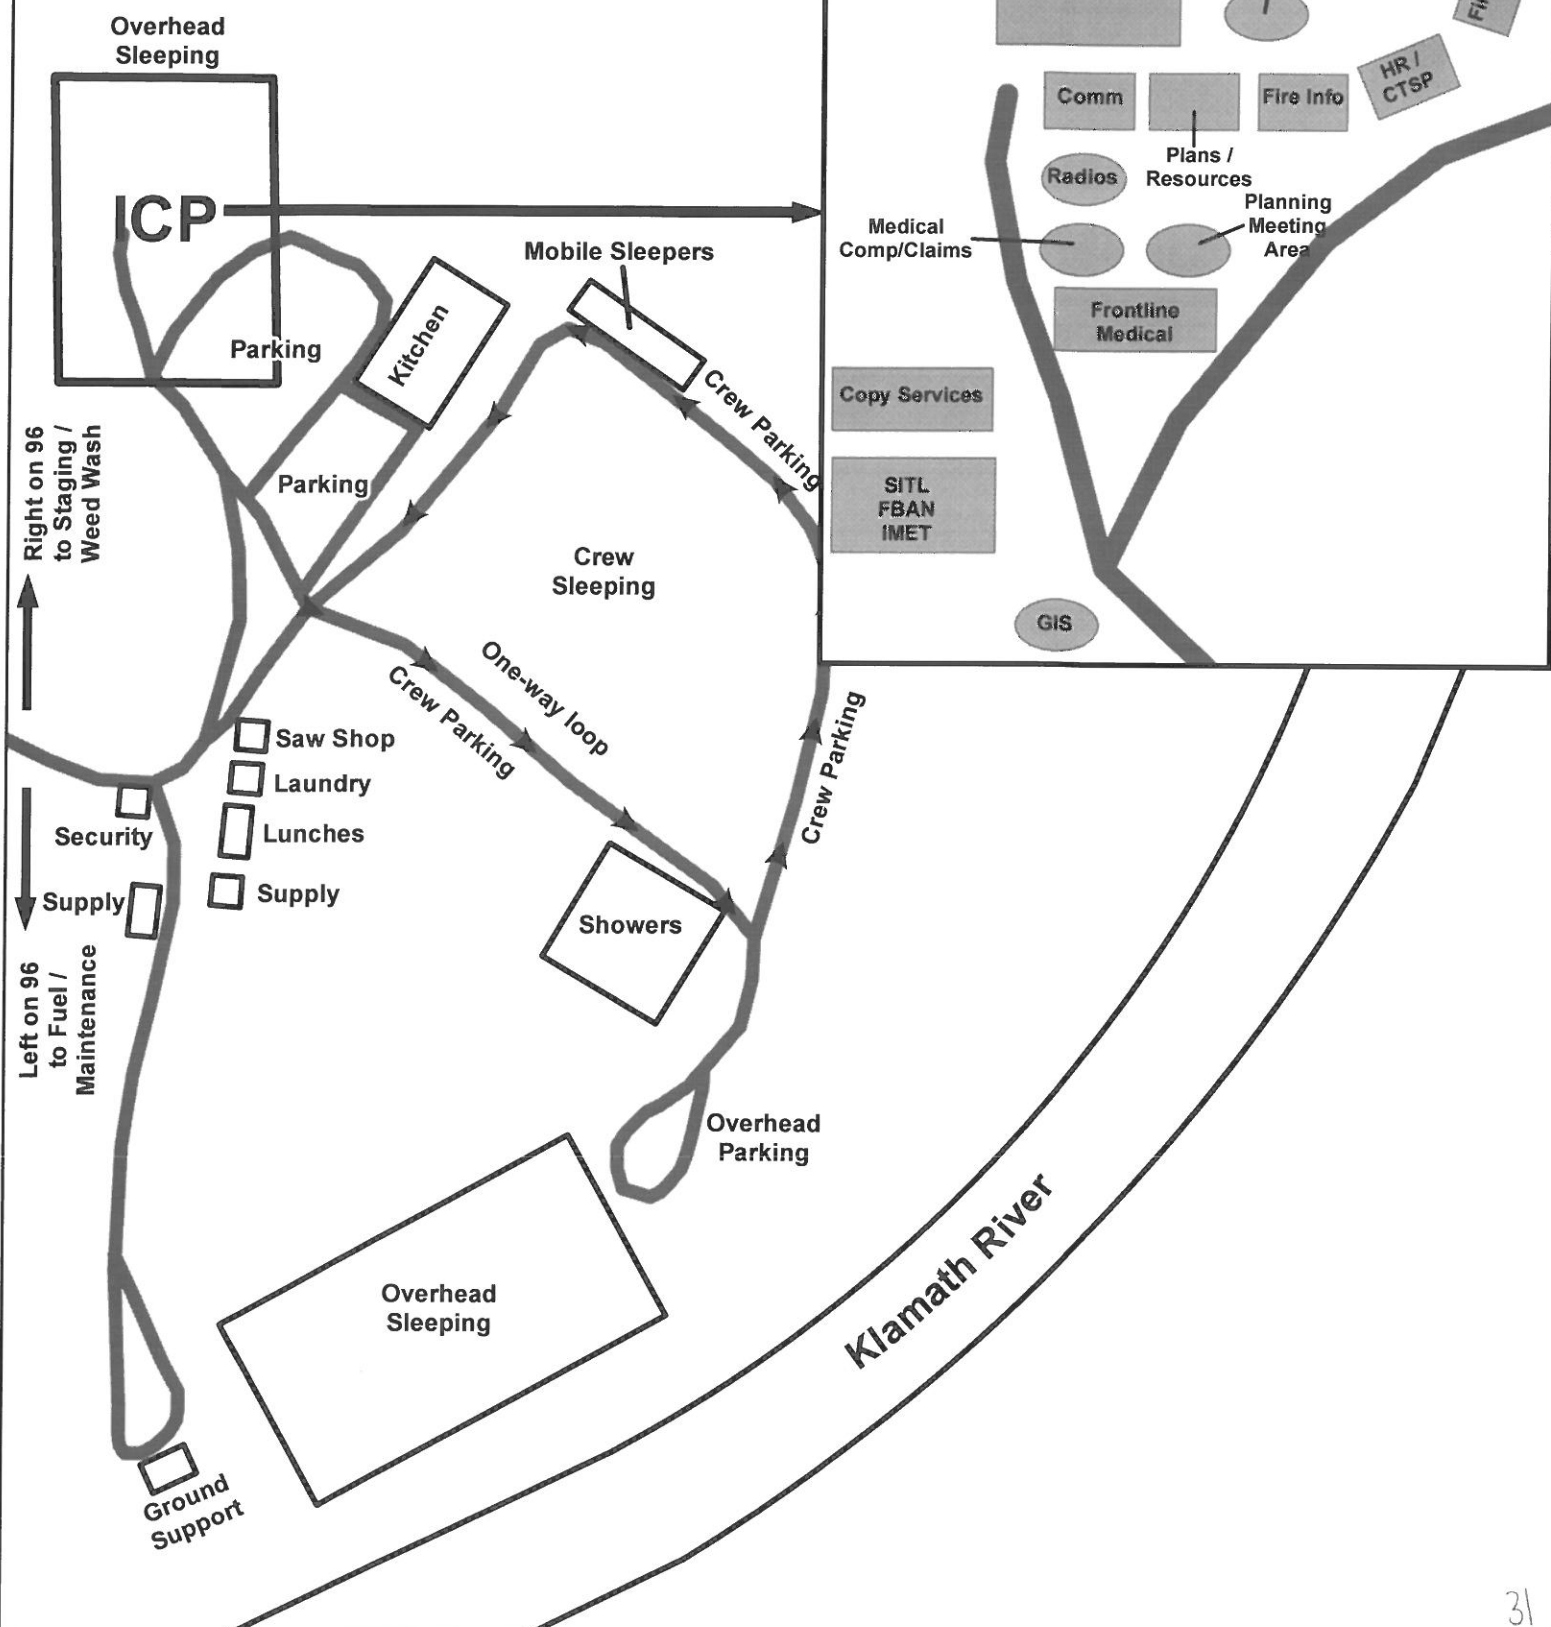 Overhead
Sleeping
ICP
Parking
Kitchen
Parking
Mobile Sleepers
Crew Parking
Crew
Sleeping
One-way loop
Crew Parking
Crew Parking
Right on 96
to Staging /
Weed Wash
Left on 96
to Fuel /
Maintenance
Saw Shop
Laundry
Lunches
Supply
Security
Supply
Showers
Overhead
Parking
Overhead
Sleeping
Ground
Support
Klamath River
HR /
CTSP
Comm
Fire Info
Plans /
Resources
Radios
Planning
Meeting
Area
Medical
Comp/Claims
Frontline
Medical
Copy Services
SITL
FBAN
IMET
GIS
31